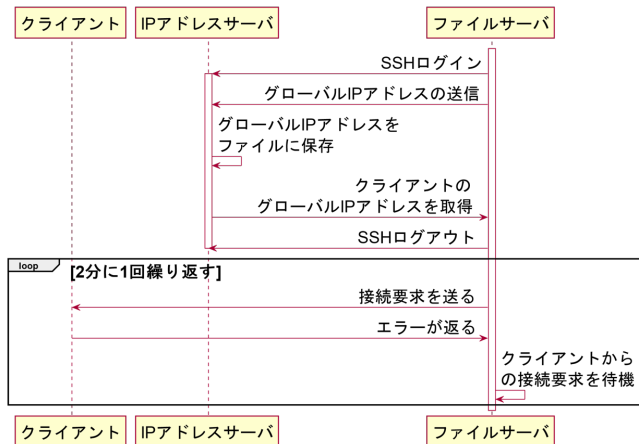 クライアント
IPアドレスサーバ
ファイルサーバ
SSHログイン
グローバルIPアドレスの送信
グローバルIPアドレスを
ファイルに保存
クライアントの
グローバルIPアドレスを取得
SSHログアウト
loop
[2分に1回繰り返す]
接続要求を送る
エラーが返る
クライアントから
の接続要求を待機
クライアント
IPアドレスサーバ
ファイルサーバ